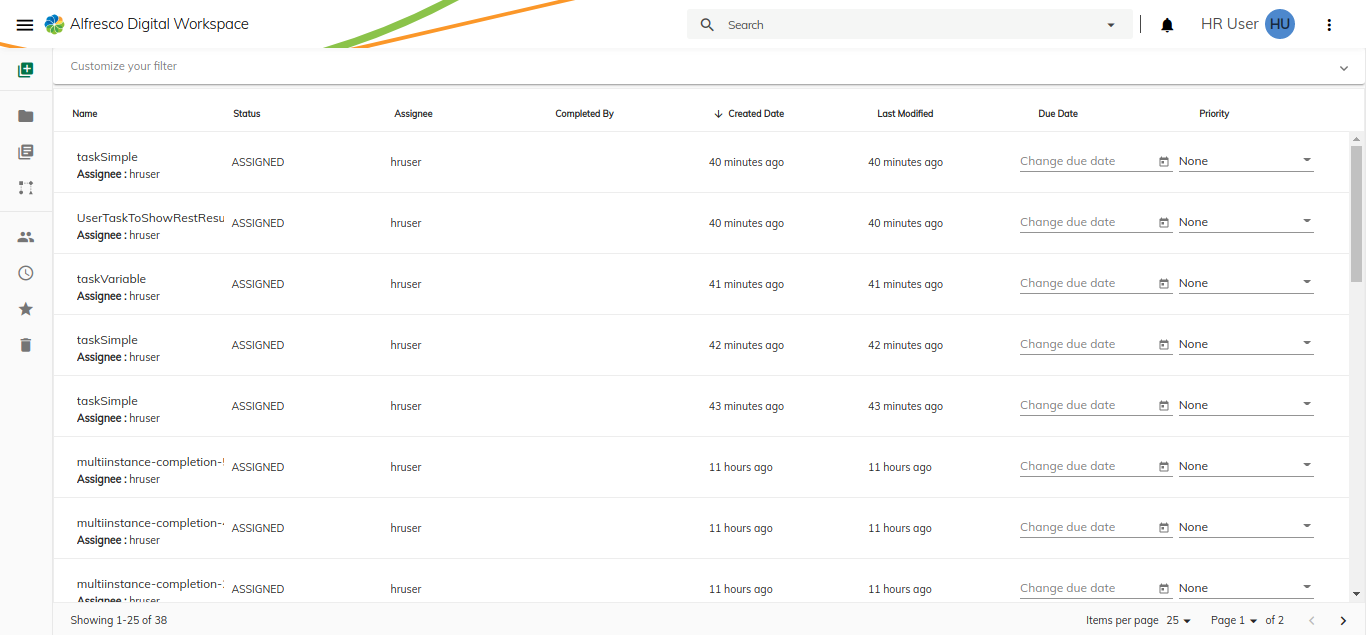 Alfresco Digital Workspace
Search
HR User HU
Customize your filter
Name Status Assignee Completed By Created Date Last Modified Due Date Priority
taskSimple
Assignee : hruser
ASSIGNED hruser 40 minutes ago 40 minutes ago Change due date None
UserTaskToShowRestResu
Assignee : hruser
ASSIGNED hruser 40 minutes ago 40 minutes ago Change due date None
taskVariable
Assignee : hruser
ASSIGNED hruser 41 minutes ago 41 minutes ago Change due date None
taskSimple
Assignee : hruser
ASSIGNED hruser 42 minutes ago 42 minutes ago Change due date None
taskSimple
Assignee : hruser
ASSIGNED hruser 43 minutes ago 43 minutes ago Change due date None
multiinstance-completion-
Assignee : hruser
ASSIGNED hruser 11 hours ago 11 hours ago Change due date None
multiinstance-completion-
Assignee : hruser
ASSIGNED hruser 11 hours ago 11 hours ago Change due date None
multiinstance-completion-
Assignee : hruser
ASSIGNED hruser 11 hours ago 11 hours ago Change due date None
Showing 1-25 of 38
Items per page 25 Page 1 of 2